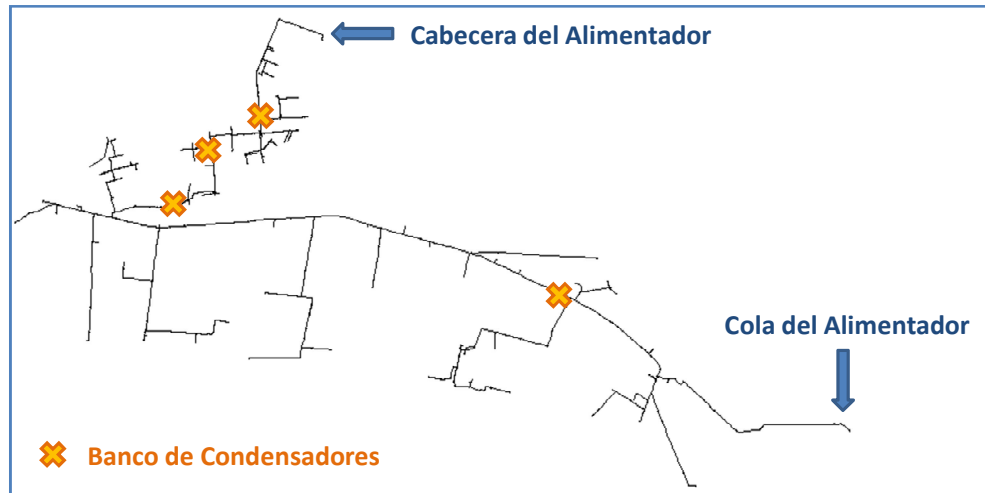 Cabecera del Alimentador
Cola del Alimentador
Banco de Condensadores